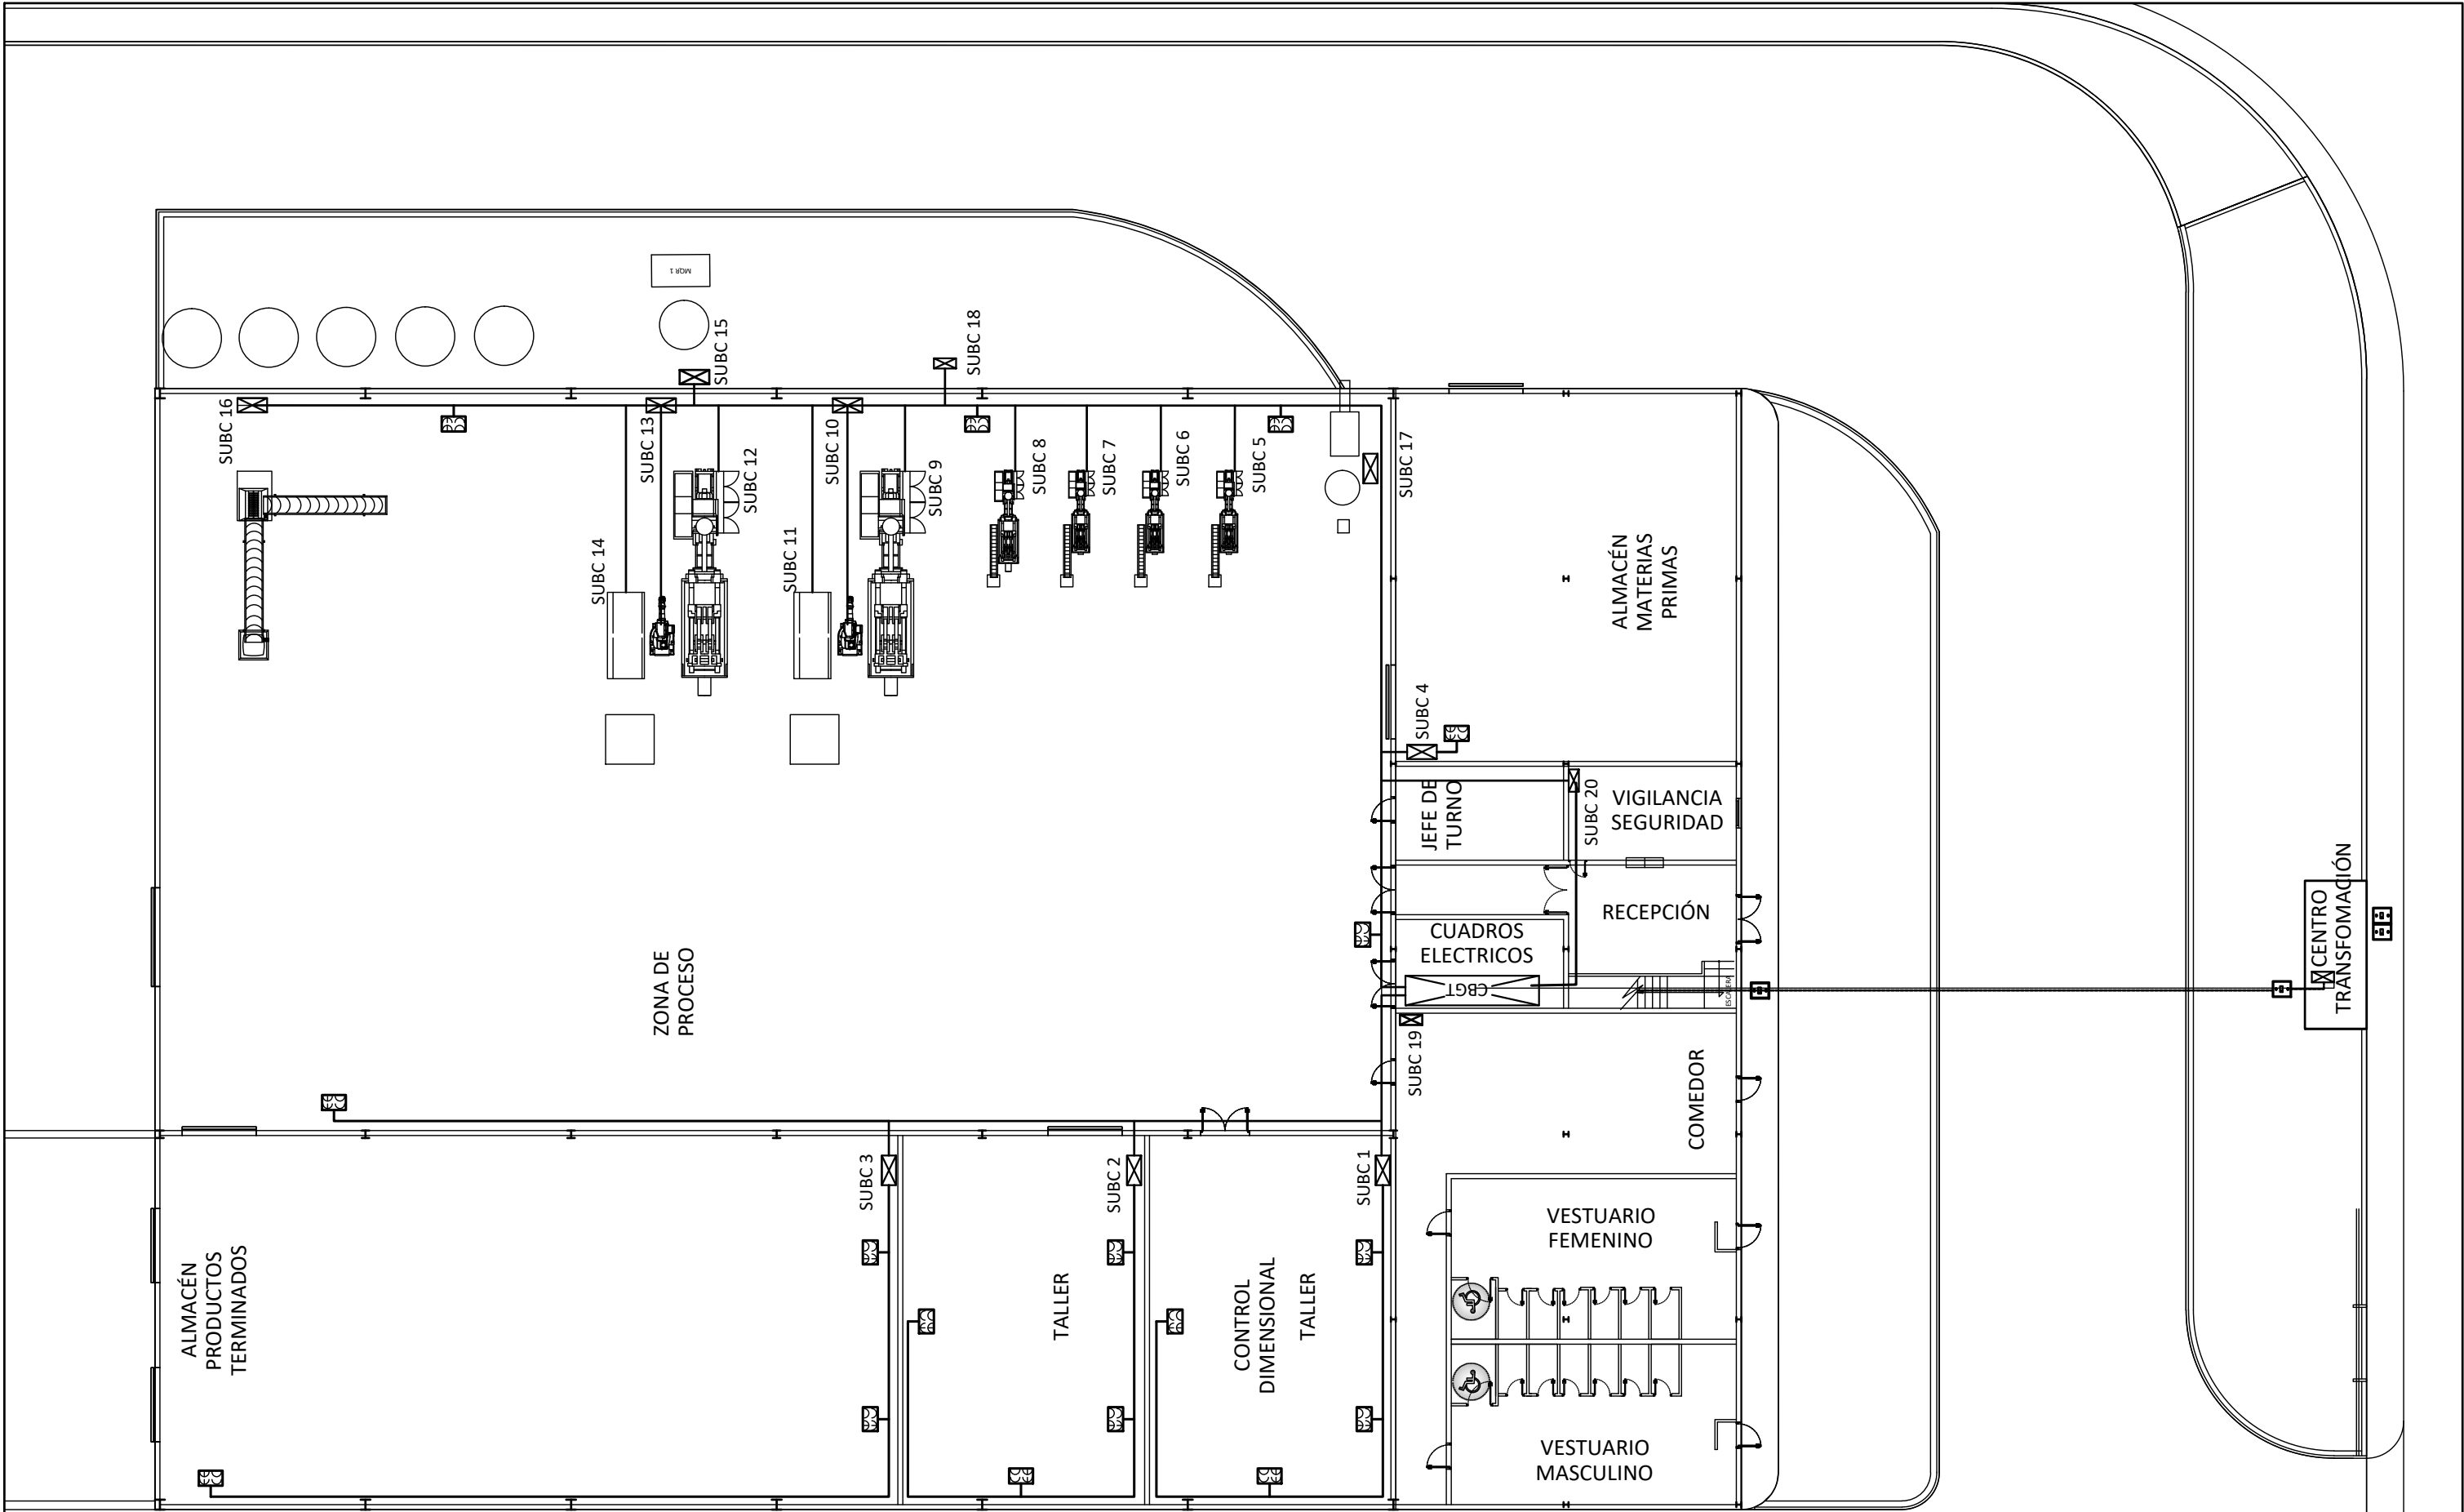 MQR 1
SUBC 15
SUBC 18
SUBC 16
SUBC 13
SUBC 12
SUBC 10
SUBC 9
SUBC 8
SUBC 7
SUBC 6
SUBC 5
SUBC 17
SUBC 14
SUBC 11
ALMACÉN
MATERIAS
PRIMAS
SUBC 4
JEFE DE
TURNO
SUBC 20
VIGILANCIA
SEGURIDAD
RECEPCIÓN
CUADROS
ELECTRICOS
CBGT
ESCALERA
CENTRO
TRANSFOMACIÓN
ZONA DE
PROCESO
SUBC 19
COMEDOR
SUBC 3
SUBC 2
SUBC 1
ALMACÉN
PRODUCTOS
TERMINADOS
TALLER
CONTROL
DIMENSIONAL
TALLER
VESTUARIO
FEMENINO
VESTUARIO
MASCULINO